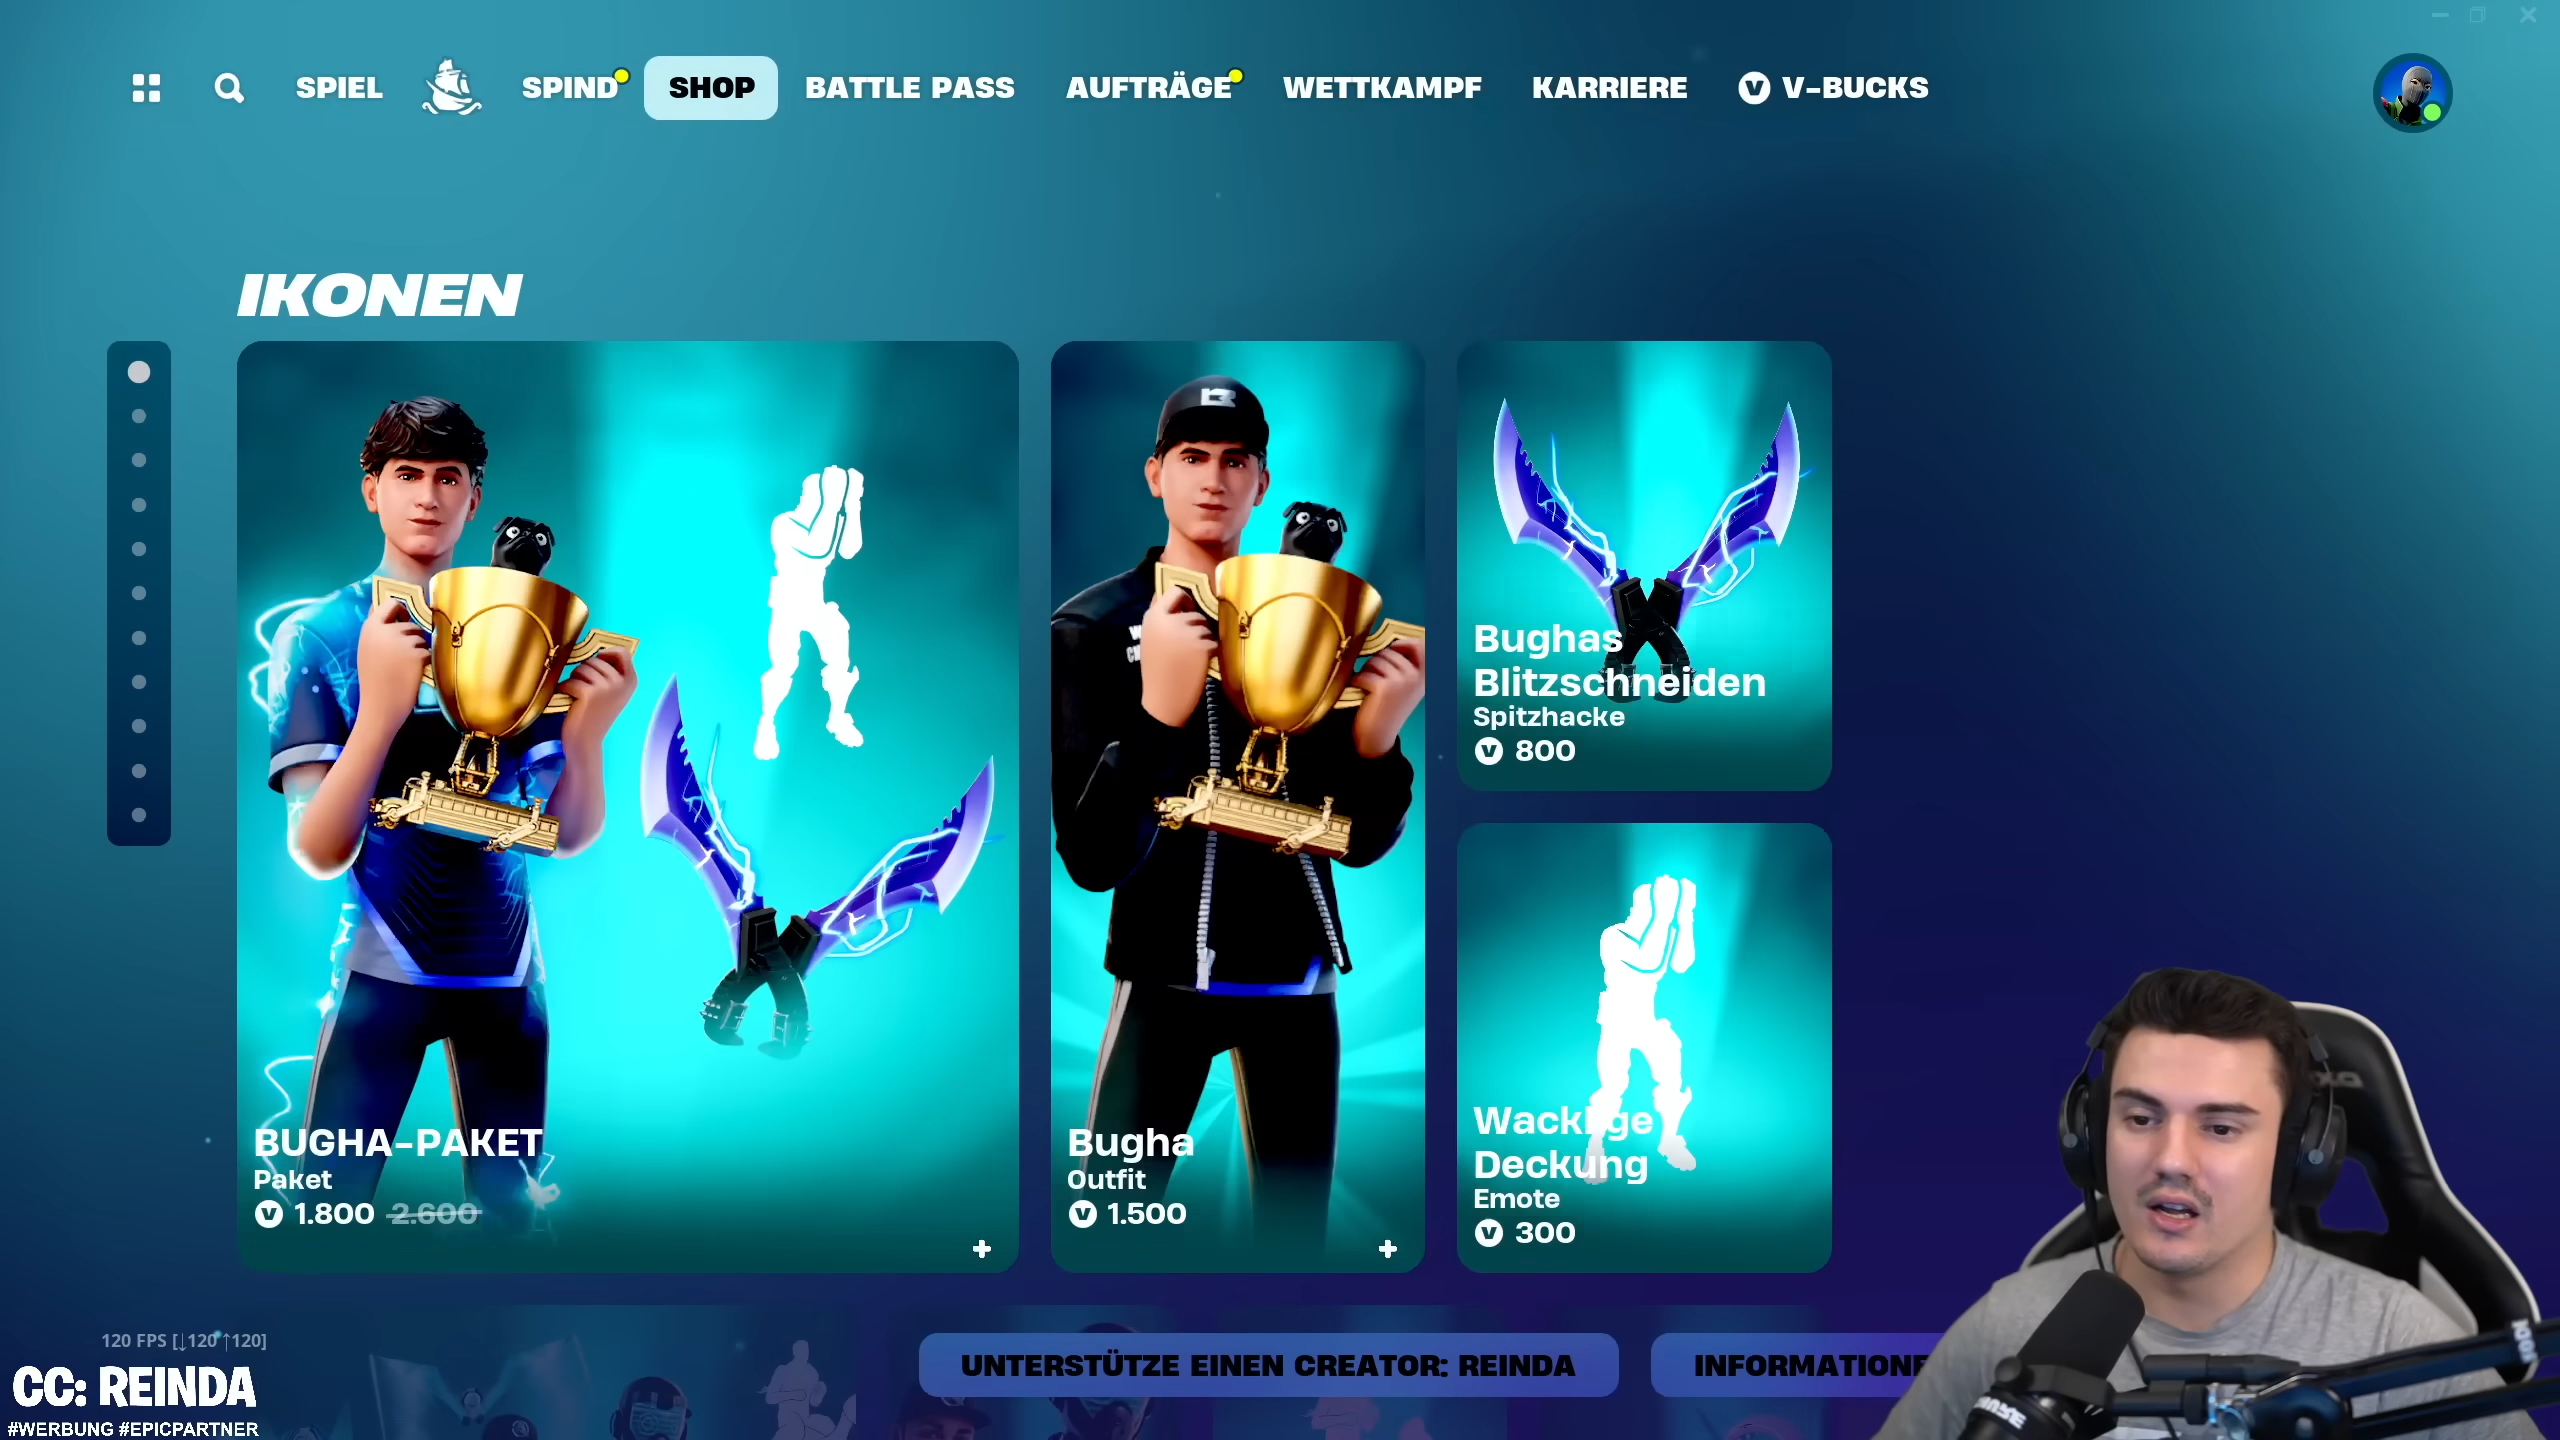 SPIEL
SPIND
SHOP
BATTLE PASS
AUFTRÄGE
WETTKAMPF
KARRIERE
V-BUCKS
IKONEN
BUGHA-PAKET
Paket
1.800 2.600
Bugha
Outfit
1.500
Bughas
Blitzschneiden
Spitzhacke
800
Wacklige
Deckung
Emote
300
120 FPS [↓120 ↑120]
CC: REINDA
#WERBUNG #EPICPARTNER
UNTERSTÜTZE EINEN CREATOR: REINDA